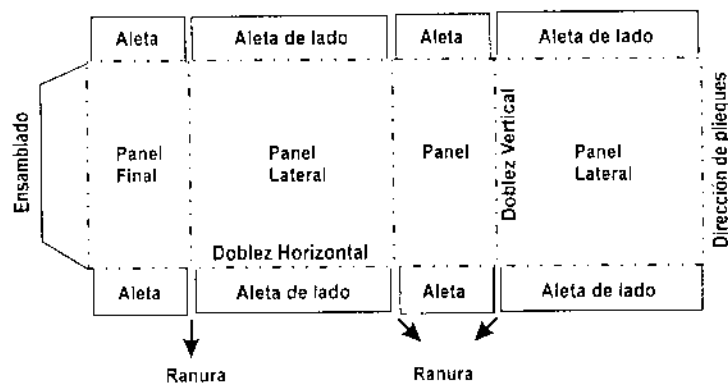 Aleta
Aleta de lado
Aleta
Aleta de lado
Ensamblado
Panel
Final
Panel
Lateral
Panel
Doblez Vertical
Panel
Lateral
Dirección de plieques
Doblez Horizontal
Aleta
Aleta de lado
Aleta
Aleta de lado
Ranura
Ranura